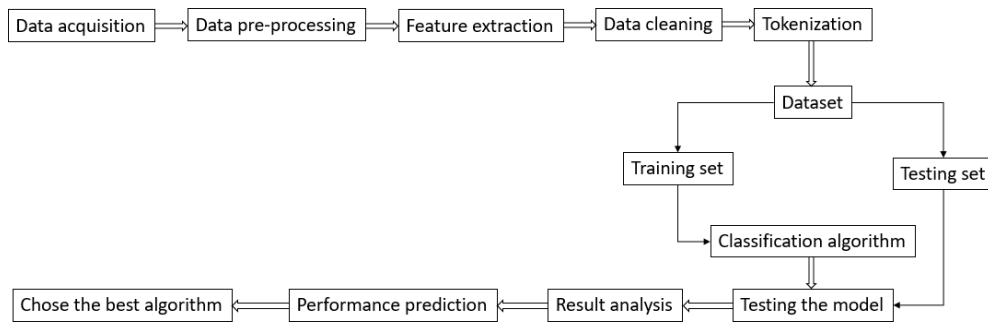 Data acquisition
Data pre-processing
Feature extraction
Data cleaning
Tokenization
Dataset
Training set
Testing set
Classification algorithm
Chose the best algorithm
Performance prediction
Result analysis
Testing the model